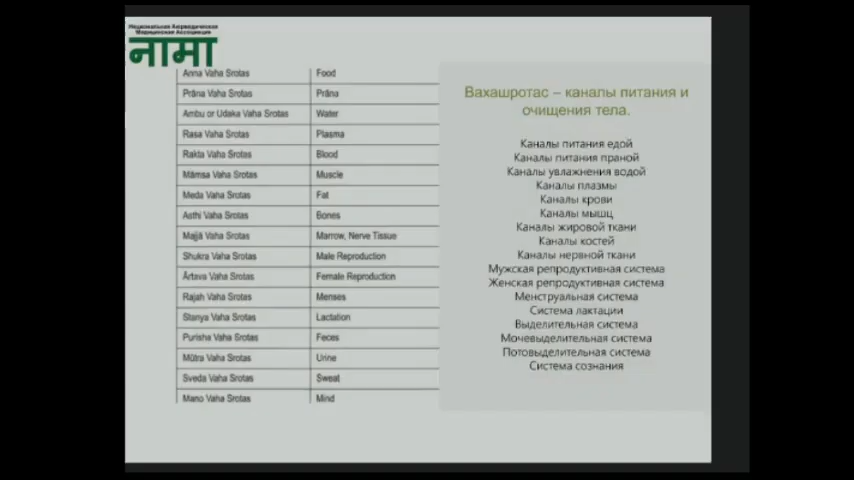 Национальная Аюрведическая
Медицинская Ассоциация
नामा
Anna Vaha Srotas Food
Prāna Vaha Srotas Prāna
Ambu or Udaka Vaha Srotas Water
Rasa Vaha Srotas Plasma
Rakta Vaha Srotas Blood
Māmsa Vaha Srotas Muscle
Meda Vaha Srotas Fat
Asthi Vaha Srotas Bones
Majjā Vaha Srotas Marrow, Nerve Tissue
Shukra Vaha Srotas Male Reproduction
Ārtava Vaha Srotas Female Reproduction
Rajah Vaha Srotas Menses
Stanya Vaha Srotas Lactation
Purisha Vaha Srotas Feces
Mūtra Vaha Srotas Urine
Sveda Vaha Srotas Sweat
Mano Vaha Srotas Mind
Вахашротас – каналы питания и
очищения тела.
Каналы питания едой
Каналы питания праной
Каналы увлажнения водой
Каналы плазмы
Каналы крови
Каналы мышц
Каналы жировой ткани
Каналы костей
Каналы нервной ткани
Мужская репродуктивная система
Женская репродуктивная система
Менструальная система
Система лактации
Выделительная система
Мочевыделительная система
Потовыделительная система
Система сознания